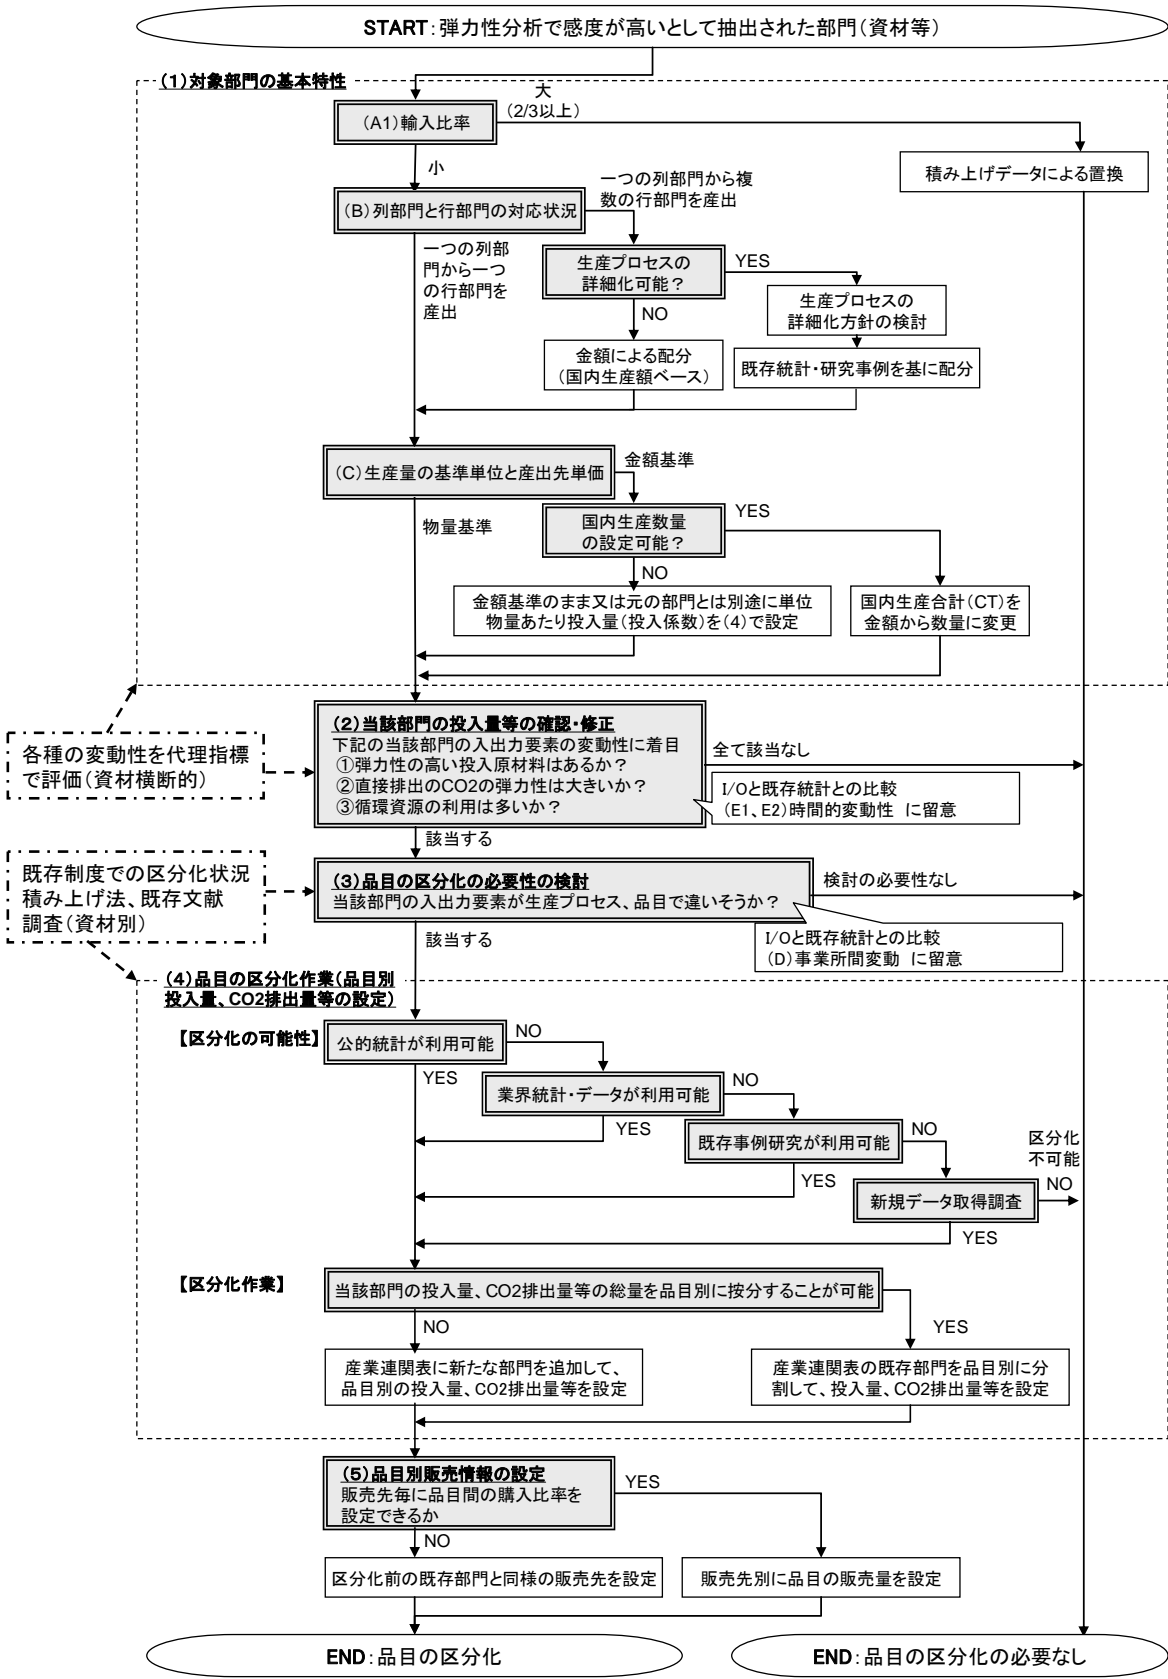 START：弾力性分析で感度が高いとして抽出された部門（資材等）
（1）対象部門の基本特性
大
（2/3以上）
（A1）輸入比率
積み上げデータによる置換
小
一つの列部門から複
数の行部門を産出
（B）列部門と行部門の対応状況
一つの列部
門から一つ
の行部門を
産出
生産プロセスの
詳細化可能？
YES
生産プロセスの
詳細化方針の検討
NO
金額による配分
（国内生産額ベース）
既存統計・研究事例を基に配分
（C）生産量の基準単位と産出先単価
金額基準
物量基準
国内生産数量
の設定可能？
YES
NO
金額基準のまま又は元の部門とは別途に単位
物量あたり投入量（投入係数）を（4）で設定
国内生産合計（CT）を
金額から数量に変更
各種の変動性を代理指標
で評価（資材横断的）
（2）当該部門の投入量等の確認・修正
下記の当該部門の入出力要素の変動性に着目
①弾力性の高い投入原材料はあるか？
②直接排出のCO2の弾力性は大きいか？
③循環資源の利用は多いか？
全て該当なし
I/Oと既存統計との比較
（E1、E2）時間的変動性 に留意
該当する
既存制度での区分化状況
積み上げ法、既存文献
調査（資材別）
（3）品目の区分化の必要性の検討
当該部門の入出力要素が生産プロセス、品目で違いそうか？
検討の必要性なし
I/Oと既存統計との比較
（D）事業所間変動 に留意
該当する
（4）品目の区分化作業（品目別
投入量、CO2排出量等の設定）
【区分化の可能性】
公的統計が利用可能
NO
YES
業界統計・データが利用可能
NO
YES
既存事例研究が利用可能
NO
YES
区分化
不可能
新規データ取得調査
NO
YES
【区分化作業】
当該部門の投入量、CO2排出量等の総量を品目別に按分することが可能
NO
YES
産業連関表に新たな部門を追加して、
品目別の投入量、CO2排出量等を設定
産業連関表の既存部門を品目別に分
割して、投入量、CO2排出量等を設定
（5）品目別販売情報の設定
販売先毎に品目間の購入比率を
設定できるか
YES
NO
区分化前の既存部門と同様の販売先を設定
販売先別に品目の販売量を設定
END：品目の区分化
END：品目の区分化の必要なし